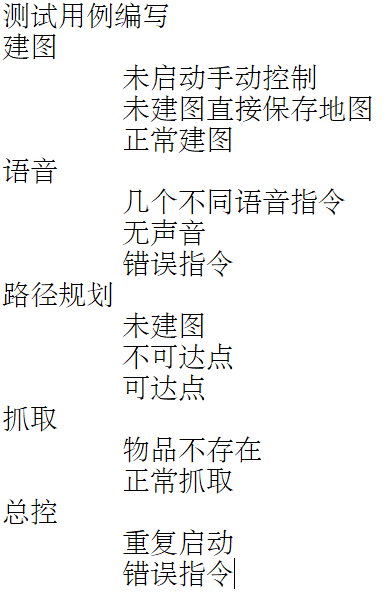 测试用例编写
建图
未启动手动控制
未建图直接保存地图
正常建图
语音
几个不同语音指令
无声音
错误指令
路径规划
未建图
不可达点
可达点
抓取
物品不存在
正常抓取
总控
重复启动
错误指令